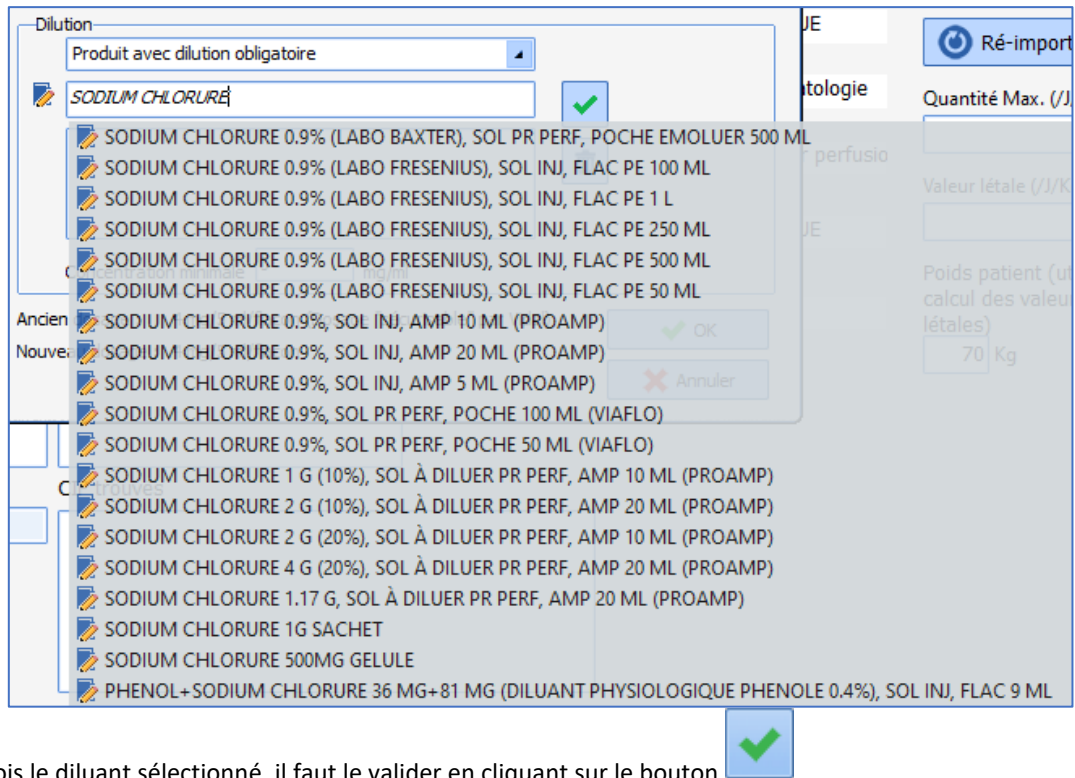 Dilution
Produit avec dilution obligatoire
SODIUM CHLORURE
UE
Ré-import
tologie
Quantité Max. (/J/
SODIUM CHLORURE 0.9% (LABO BAXTER), SOL PR PERF, POCHE EMOLUER 500 ML
r perfusio
SODIUM CHLORURE 0.9% (LABO FRESENIUS), SOL INJ, FLAC PE 100 ML
Valeur létale (/J/K
SODIUM CHLORURE 0.9% (LABO FRESENIUS), SOL INJ, FLAC PE 1 L
SODIUM CHLORURE 0.9% (LABO FRESENIUS), SOL INJ, FLAC PE 250 ML
UE
SODIUM CHLORURE 0.9% (LABO FRESENIUS), SOL INJ, FLAC PE 500 ML
Concentration minimale mg/ml
Poids patient (ut
calcul des valeu
létales)
70 Kg
SODIUM CHLORURE 0.9% (LABO FRESENIUS), SOL INJ, FLAC PE 50 ML
Ancien
SODIUM CHLORURE 0.9%, SOL INJ, AMP 10 ML (PROAMP)
OK
Nouvea
SODIUM CHLORURE 0.9%, SOL INJ, AMP 20 ML (PROAMP)
SODIUM CHLORURE 0.9%, SOL INJ, AMP 5 ML (PROAMP)
Annuler
SODIUM CHLORURE 0.9%, SOL PR PERF, POCHE 100 ML (VIAFLO)
SODIUM CHLORURE 0.9%, SOL PR PERF, POCHE 50 ML (VIAFLO)
SODIUM CHLORURE 1 G (10%), SOL À DILUER PR PERF, AMP 10 ML (PROAMP)
trouvés
SODIUM CHLORURE 2 G (10%), SOL À DILUER PR PERF, AMP 20 ML (PROAMP)
SODIUM CHLORURE 2 G (20%), SOL À DILUER PR PERF, AMP 10 ML (PROAMP)
SODIUM CHLORURE 4 G (20%), SOL À DILUER PR PERF, AMP 20 ML (PROAMP)
SODIUM CHLORURE 1.17 G, SOL À DILUER PR PERF, AMP 20 ML (PROAMP)
SODIUM CHLORURE 1G SACHET
SODIUM CHLORURE 500MG GELULE
PHENOL+SODIUM CHLORURE 36 MG+81 MG (DILUANT PHYSIOLOGIQUE PHENOLE 0.4%), SOL INJ, FLAC 9 ML
ois le diluant sélectionné, il faut le valider en cliquant sur le bouton